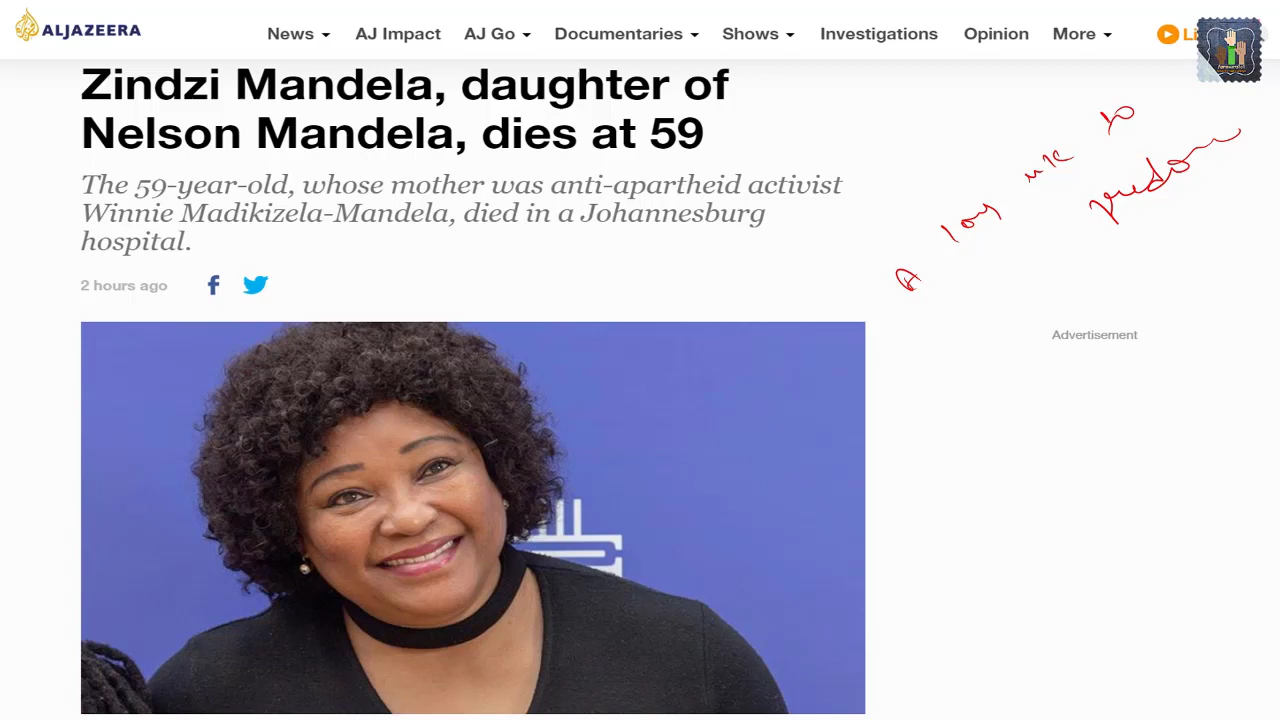 ALJAZEERA
News AJ Impact AJ Go Documentaries Shows Investigations Opinion More
Zindzi Mandela, daughter of
Nelson Mandela, dies at 59
The 59-year-old, whose mother was anti-apartheid activist
Winnie Madikizela-Mandela, died in a Johannesburg
hospital.
2 hours ago
A long
Advertisement